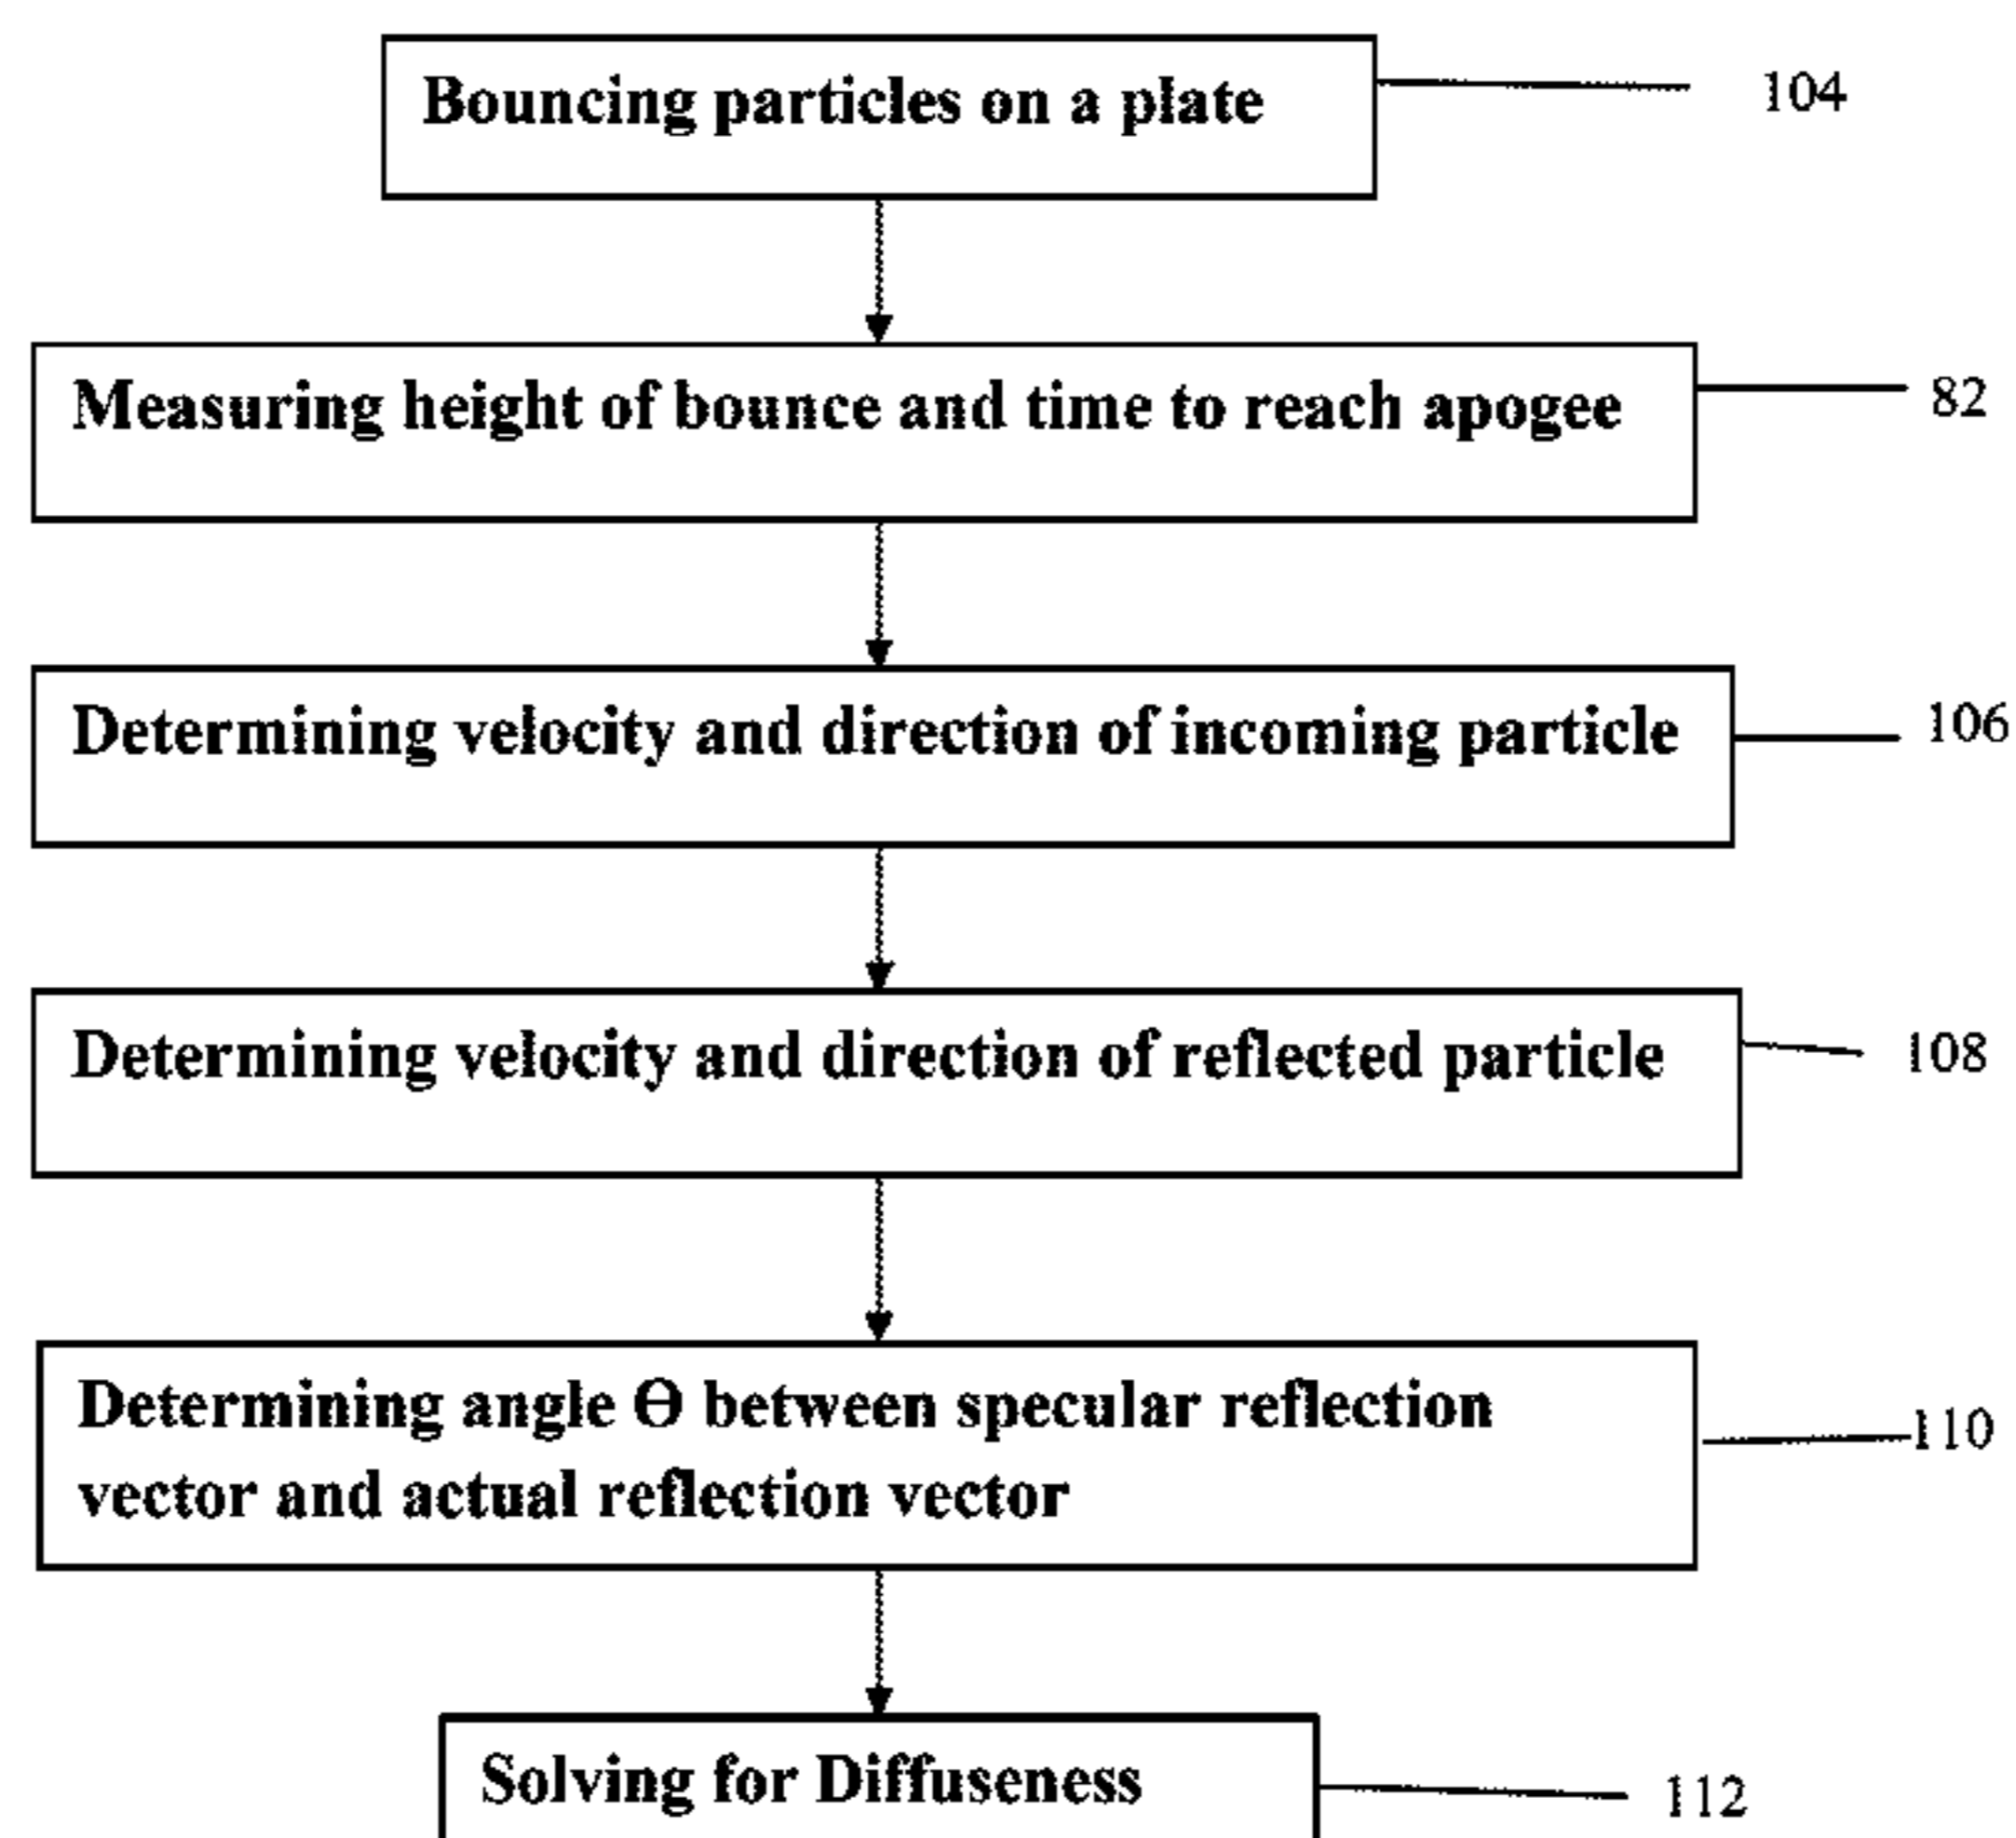 Bouncing particles on a plate
104
Measuring height of bounce and time to reach apogee
82
Determining velocity and direction of incoming particle
106
Determining velocity and direction of reflected particle
108
Determining angle Θ between specular reflection
vector and actual reflection vector
110
Solving for Diffuseness
112